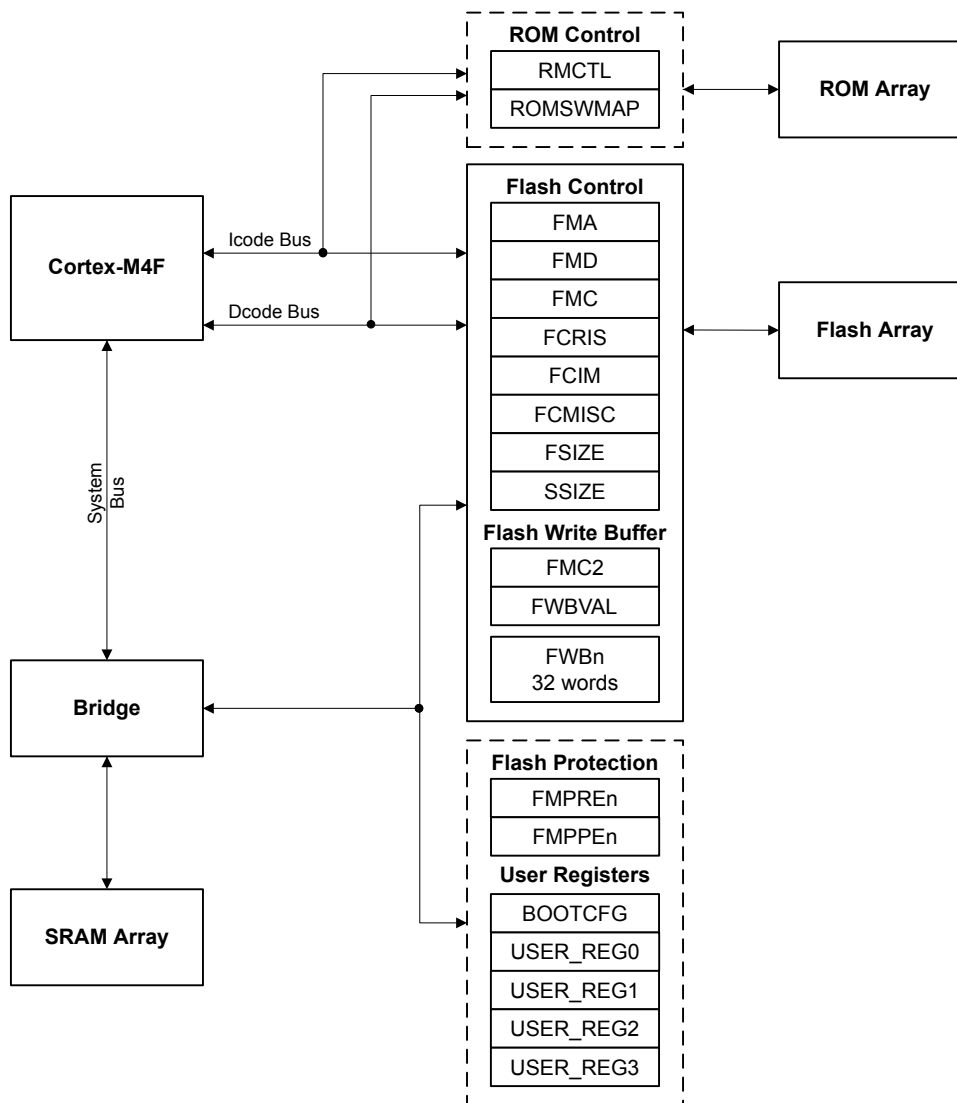 ROM Control
RMCTL
ROMSWMAP
ROM Array
Flash Control
FMA
FMD
FMC
FCRIS
FCIM
FCMISC
FSIZE
SSIZE
Flash Write Buffer
FMC2
FWBVAL
FWBn
32 words
Flash Array
Cortex-M4F
Icode Bus
Dcode Bus
System
Bus
Bridge
SRAM Array
Flash Protection
FMPREn
FMPPEn
User Registers
BOOTCFG
USER_REG0
USER_REG1
USER_REG2
USER_REG3